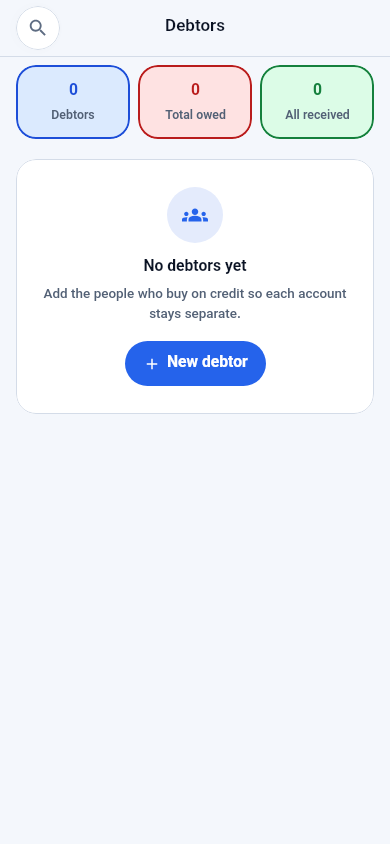 Debtors
0
Debtors
0
Total owed
0
All received
No debtors yet
Add the people who buy on credit so each account
stays separate.
New debtor